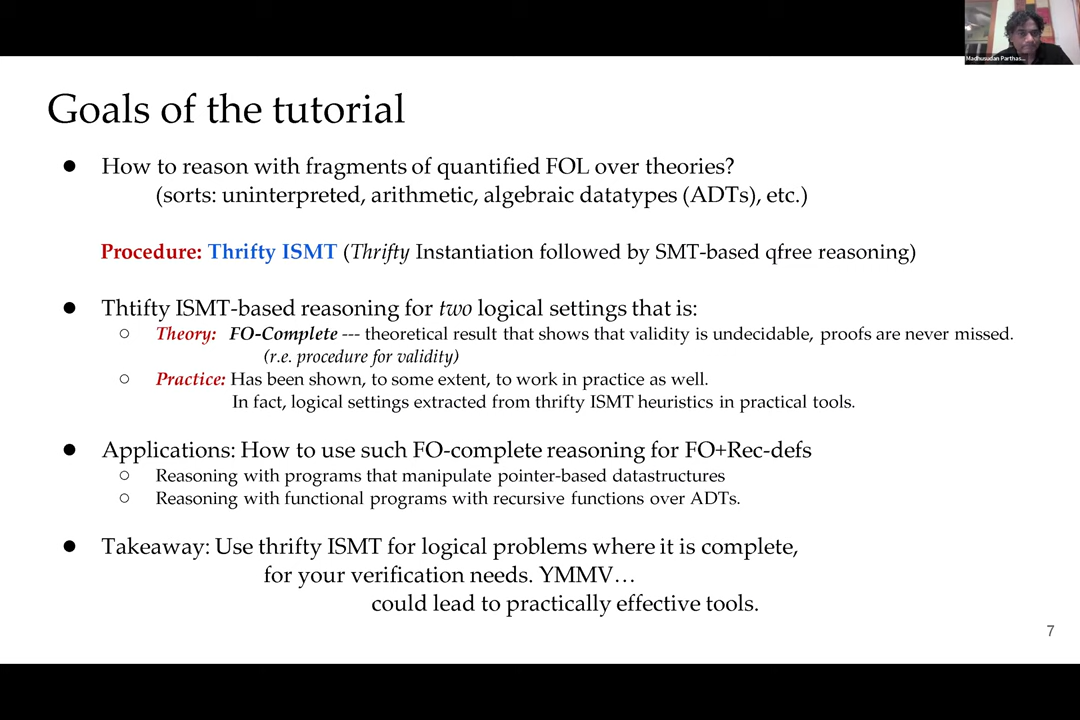 Madhusudan Parthas...
Goals of the tutorial
● How to reason with fragments of quantified FOL over theories?
(sorts: uninterpreted, arithmetic, algebraic datatypes (ADTs), etc.)
Procedure: Thrifty ISMT (Thrifty Instantiation followed by SMT-based qfree reasoning)
● Thtifty ISMT-based reasoning for two logical settings that is:
○ Theory: FO-Complete --- theoretical result that shows that validity is undecidable, proofs are never missed.
(r.e. procedure for validity)
○ Practice: Has been shown, to some extent, to work in practice as well.
In fact, logical settings extracted from thrifty ISMT heuristics in practical tools.
● Applications: How to use such FO-complete reasoning for FO+Rec-defs
○ Reasoning with programs that manipulate pointer-based datastructures
○ Reasoning with functional programs with recursive functions over ADTs.
● Takeaway: Use thrifty ISMT for logical problems where it is complete,
for your verification needs. YMMV…
could lead to practically effective tools.
7